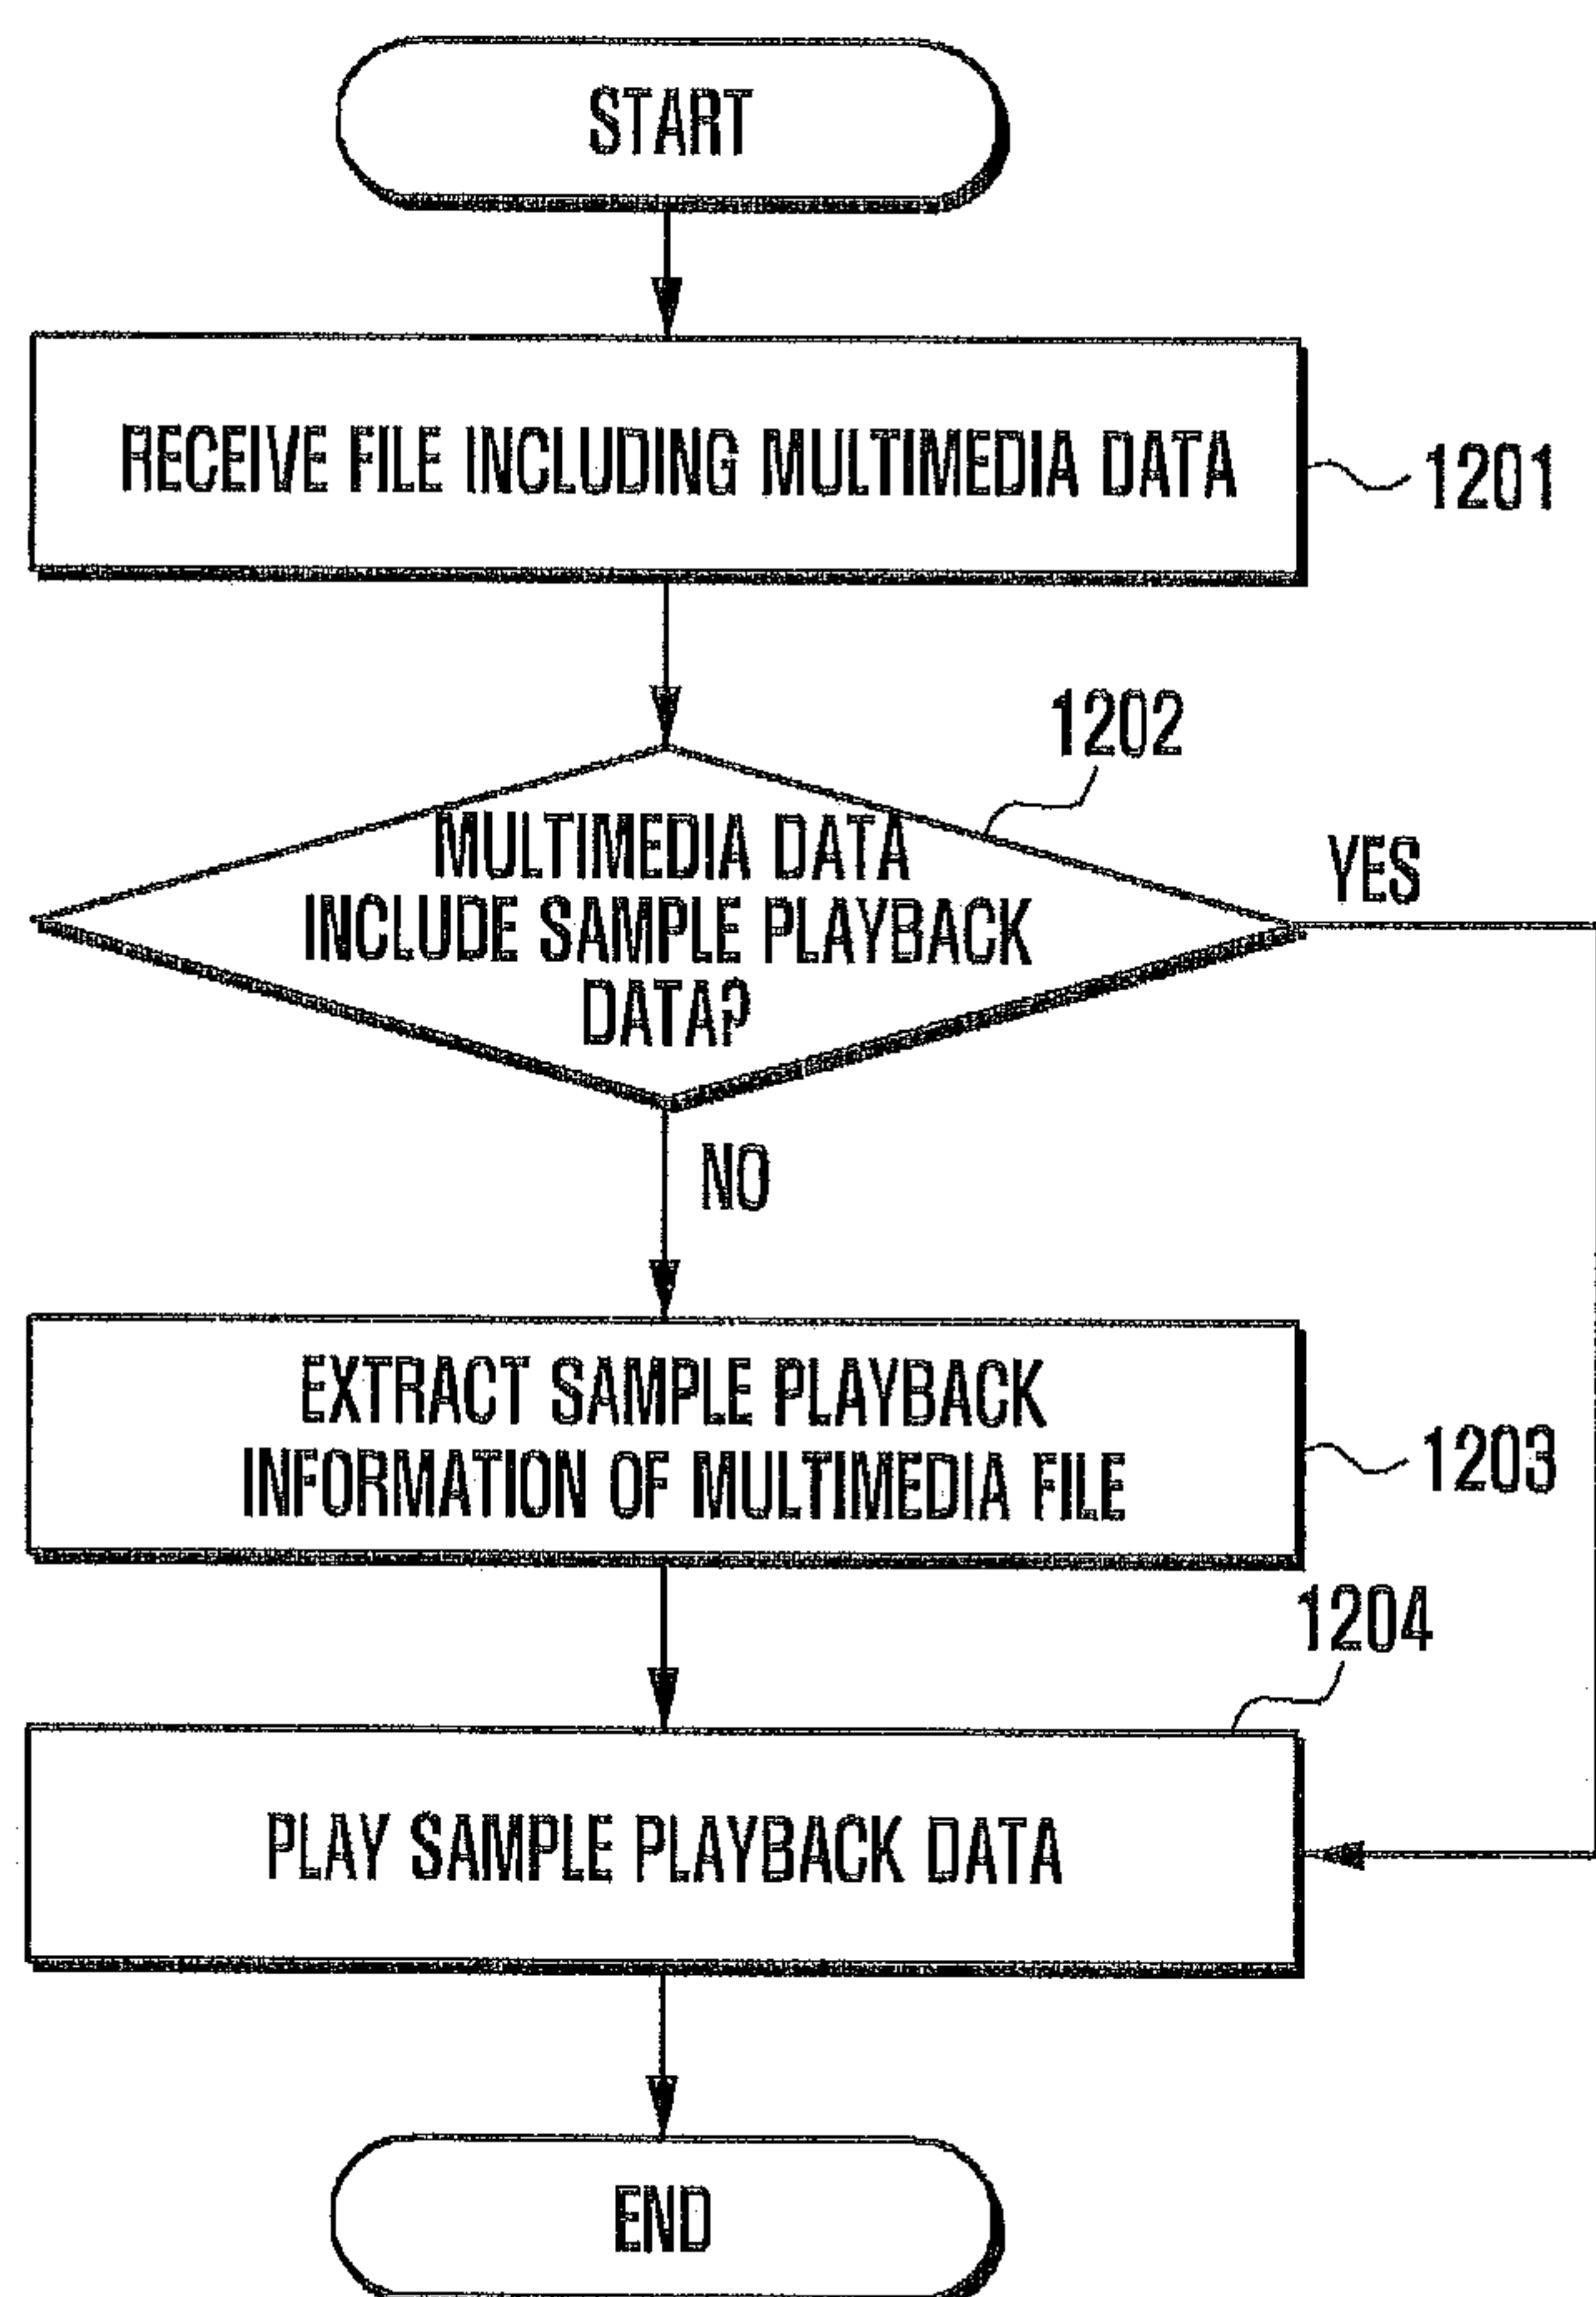 START
RECEIVE FILE INCLUDING MULTIMEDIA DATA
1201
1202
MULTIMEDIA DATA
INCLUDE SAMPLE PLAYBACK
DATA?
YES
NO
EXTRACT SAMPLE PLAYBACK
INFORMATION OF MULTIMEDIA FILE
1203
1204
PLAY SAMPLE PLAYBACK DATA
END